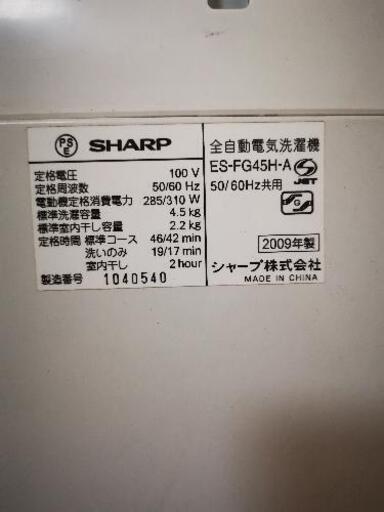 PSE SHARP
定格電圧 100 V
定格周波数 50/60 Hz
電動機定格消費電力 285/310 W
標準洗濯容量 4.5 kg
標準室内干し容量 2.2 kg
定格時間 標準コース 46/42 min
洗いのみ 19/17 min
室内干し 2 hour
製造番号 1040540
全自動電気洗濯機
ES-FG45H-A
50/60Hz共用
S JET
2009年製
シャープ株式会社
MADE IN CHINA